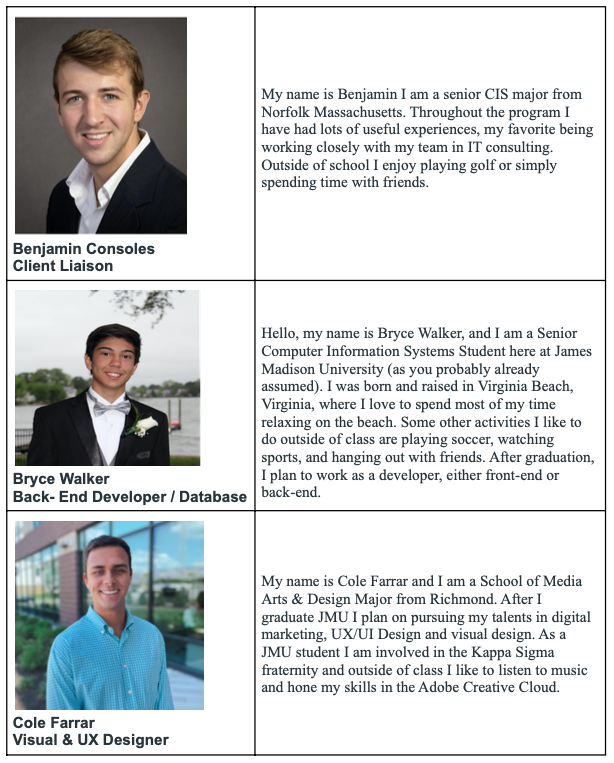 My name is Benjamin I am a senior CIS major from
Norfolk Massachusetts. Throughout the program I
have had lots of useful experiences, my favorite being
working closely with my team in IT consulting.
Outside of school I enjoy playing golf or simply
spending time with friends.
Benjamin Consoles
Client Liaison
Hello, my name is Bryce Walker, and I am a Senior
Computer Information Systems Student here at James
Madison University (as you probably already
assumed). I was born and raised in Virginia Beach,
Virginia, where I love to spend most of my time
relaxing on the beach. Some other activities I like to
do outside of class are playing soccer, watching
sports, and hanging out with friends. After graduation,
I plan to work as a developer, either front-end or
back-end.
Bryce Walker
Back- End Developer / Database
My name is Cole Farrar and I am a School of Media
Arts & Design Major from Richmond. After I
graduate JMU I plan on pursuing my talents in digital
marketing, UX/UI Design and visual design. As a
JMU student I am involved in the Kappa Sigma
fraternity and outside of class I like to listen to music
and hone my skills in the Adobe Creative Cloud.
Cole Farrar
Visual & UX Designer